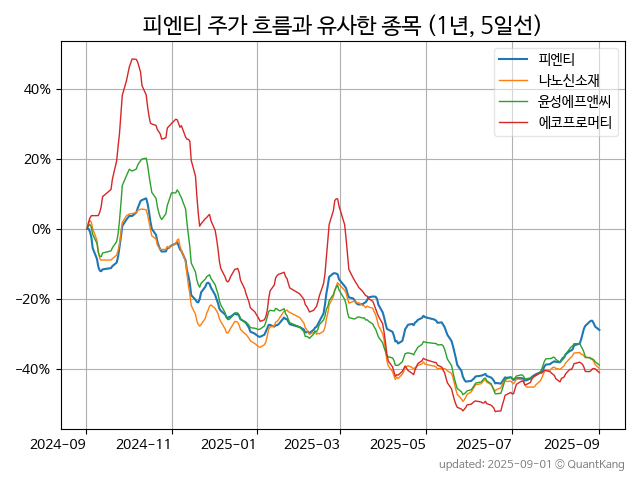 피엔티 주가 흐름과 유사한 종목 (1년, 5일선)
피엔티
나노신소재
윤성에프앤씨
에코프로머티
40%
20%
0%
−20%
−40%
2024-09
2024-11
2025-01
2025-03
2025-05
2025-07
2025-09
updated: 2025-09-01 © QuantKang